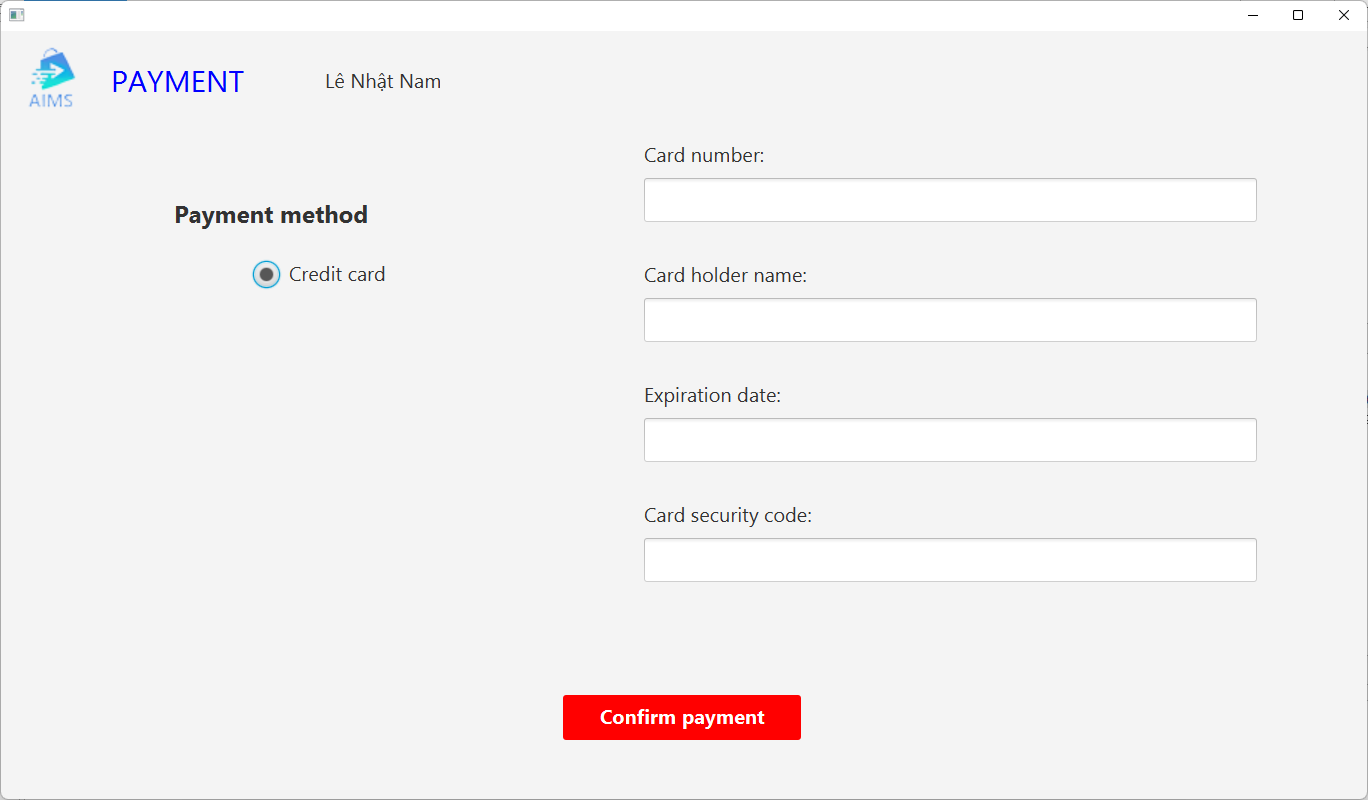 AIMS
PAYMENT
Lê Nhật Nam
Payment method
Credit card
Card number:
Card holder name:
Expiration date:
Card security code:
Confirm payment